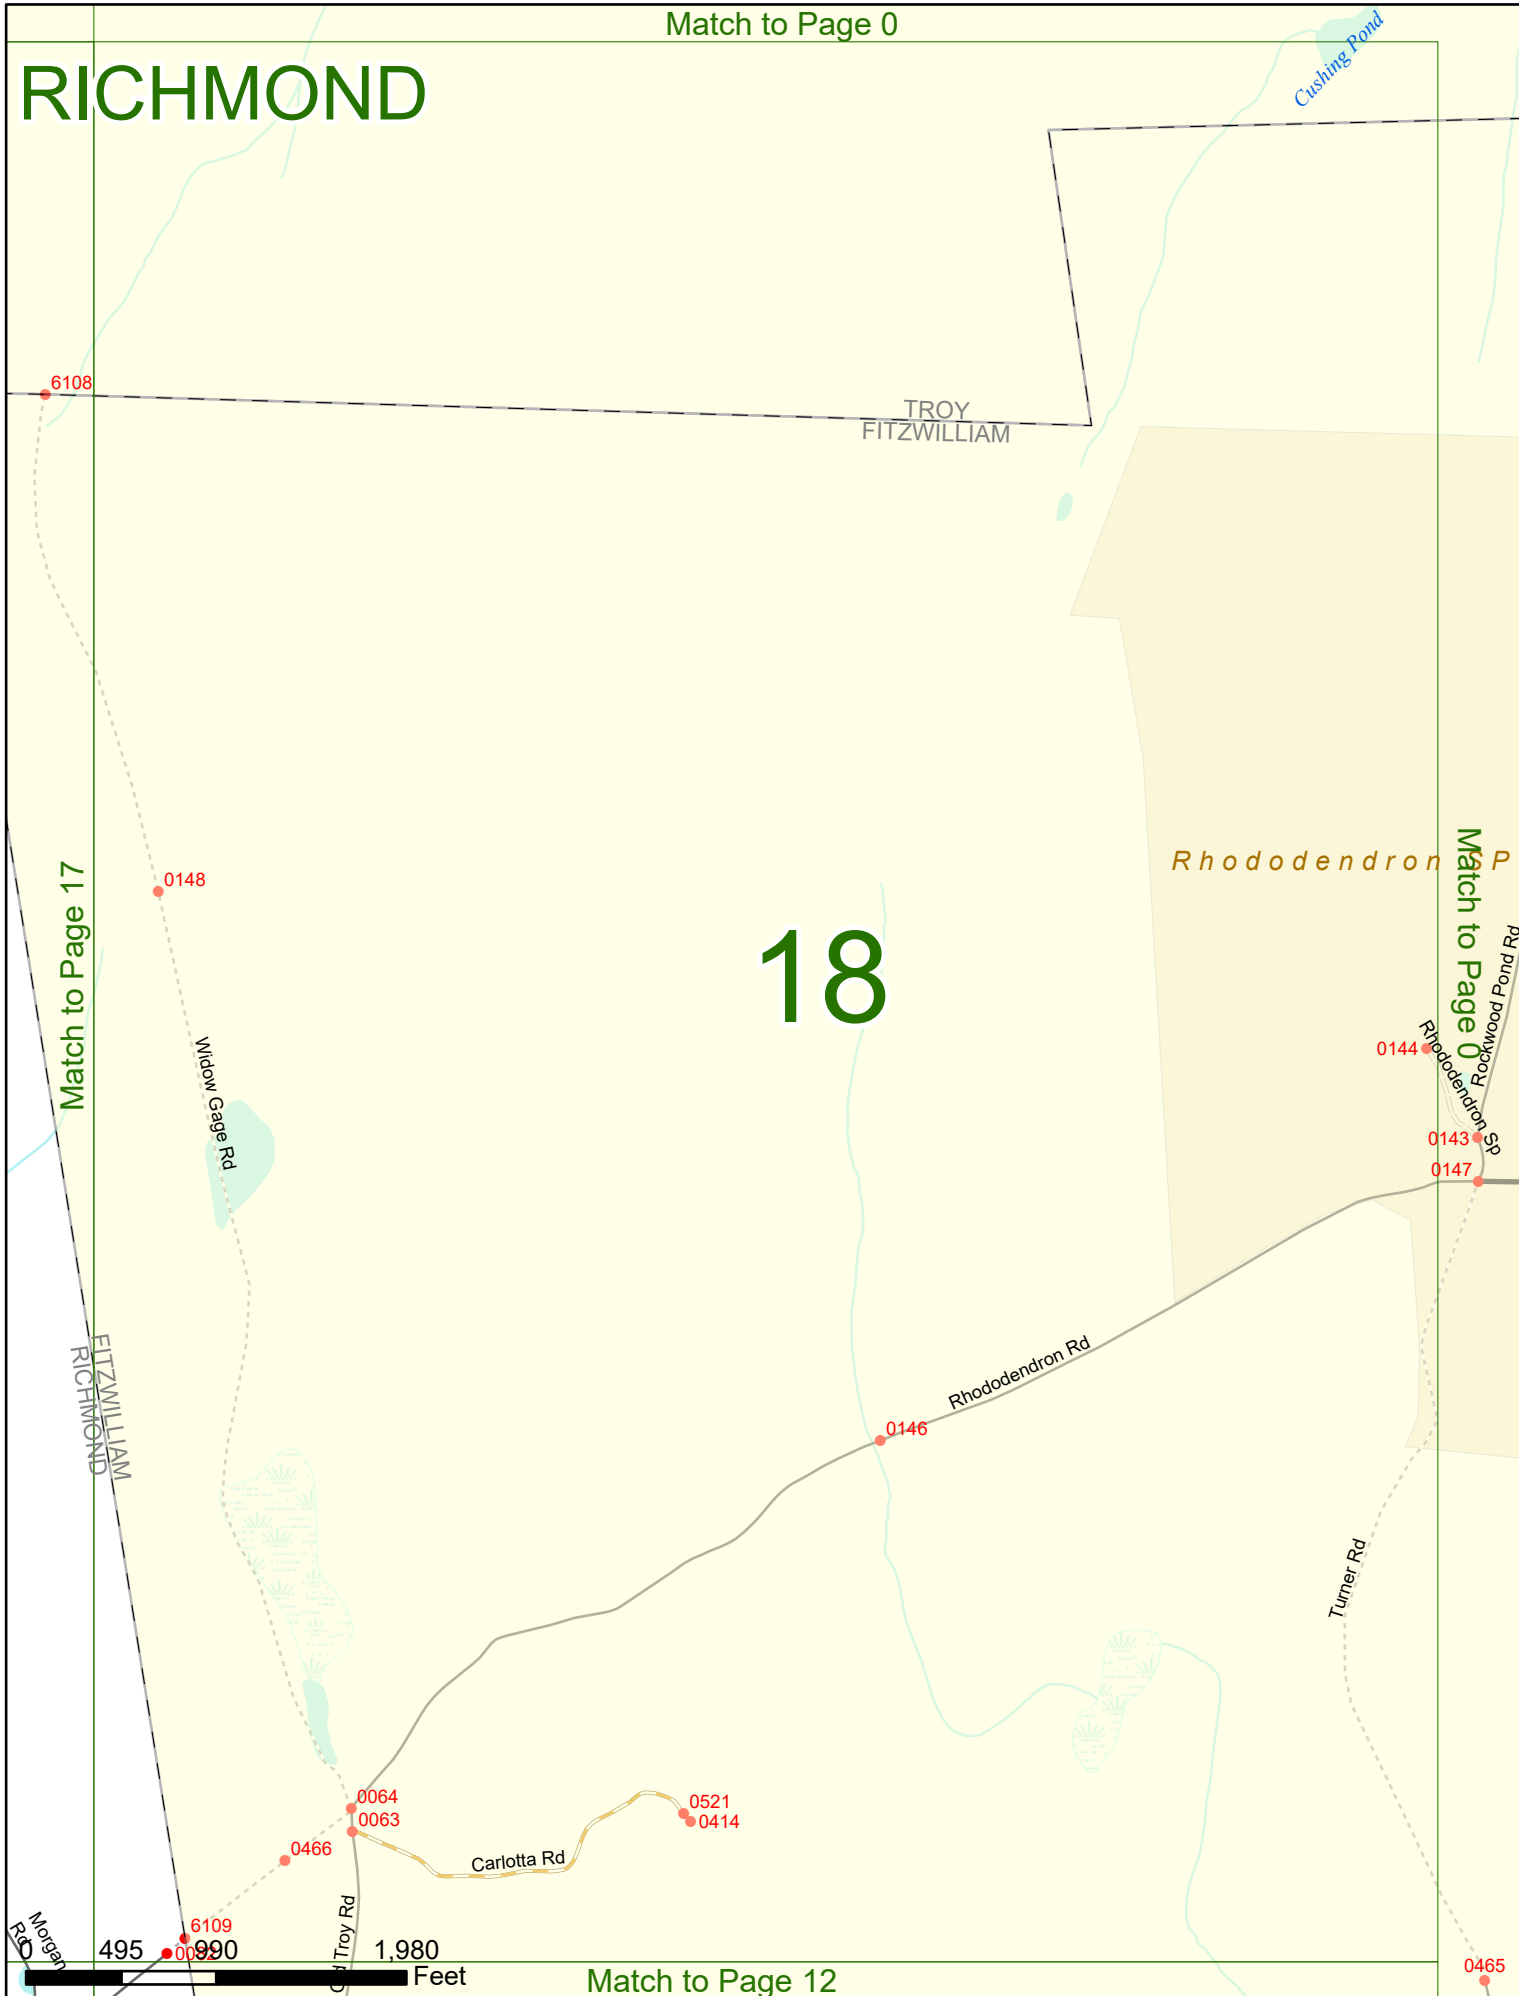 Match to Page 0
Cushing Pond
RICHMOND
6108
TROY
FITZWILLIAM
Rhododendron SP
Match to Page 17
0148
18
Match to Page 0
Rockwood Pond Rd
0144
Rhododendron Sp
0143
0147
Widow Gage Rd
FITZWILLIAM
RICHMOND
Rhododendron Rd
0146
Turner Rd
0064
0063
0521
0414
0466
Carlotta Rd
6109
Old Troy Rd
Morgan
Rd
0 495 990 1,980
Feet
Match to Page 12
0465